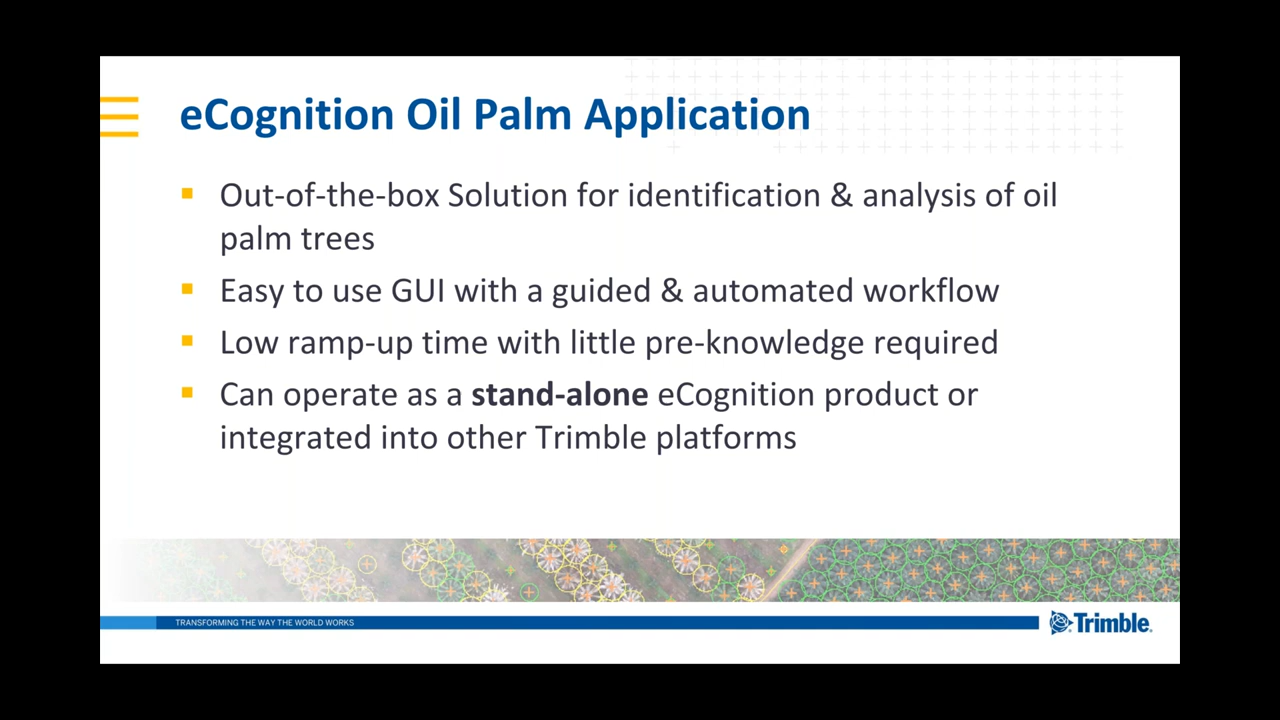 eCognition Oil Palm Application
Out-of-the-box Solution for identification & analysis of oil
palm trees
Easy to use GUI with a guided & automated workflow
Low ramp-up time with little pre-knowledge required
Can operate as a stand-alone eCognition product or
integrated into other Trimble platforms
TRANSFORMING THE WAY THE WORLD WORKS
Trimble